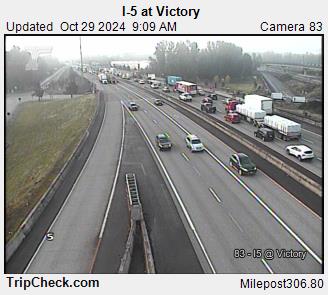 I-5 at Victory
Updated Oct 29 2024 9:09 AM Camera 83
83 - I5 @ Victory
TripCheck.com Milepost306.80